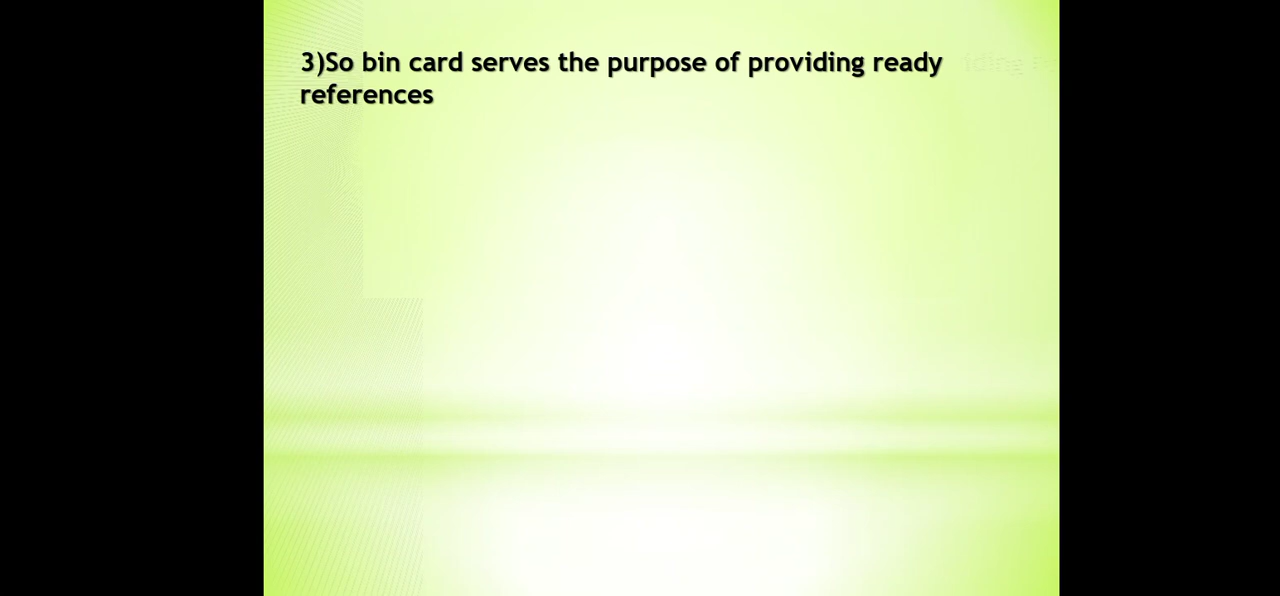 3)So bin card serves the purpose of providing ready
references